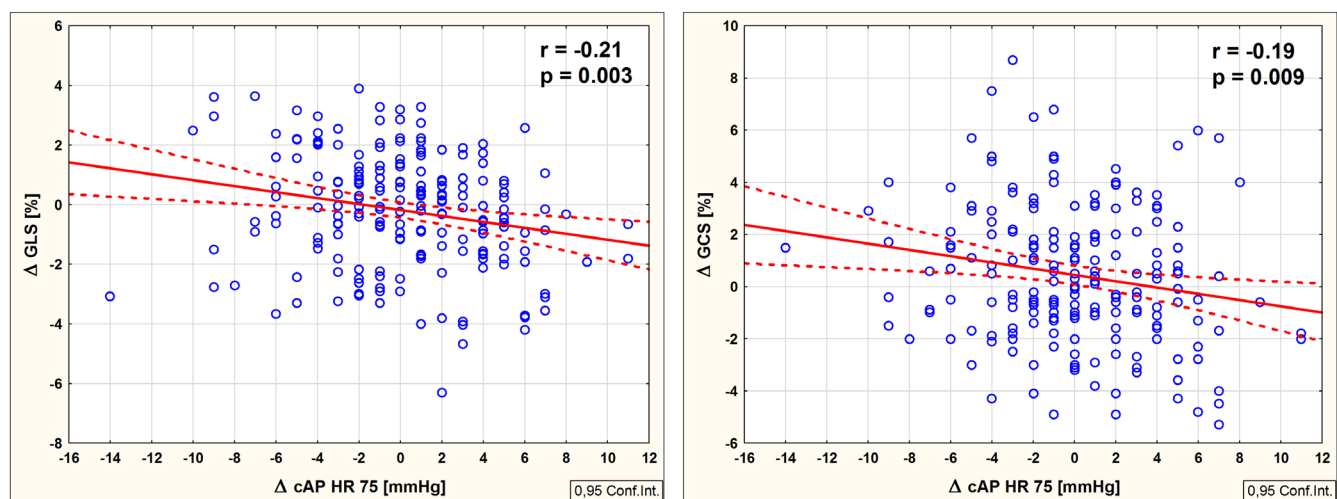 6
4
2
0
-2
-4
-6
-8
Δ GLS [%]
r = -0.21
p = 0.003
-16 -14 -12 -10 -8 -6 -4 -2 0 2 4 6 8 10 12
Δ cAP HR 75 [mmHg]
0,95 Conf.Int.
10
8
6
4
2
0
-2
-4
-6
Δ GCS [%]
r = -0.19
p = 0.009
-16 -14 -12 -10 -8 -6 -4 -2 0 2 4 6 8 10 12
Δ cAP HR 75 [mmHg]
0,95 Conf.Int.